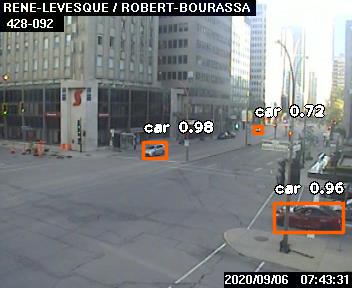 RENE-LEVESQUE / ROBERT-BOURASSA
428-092
car 0.72
car 0.98
car 0.96
2020/09/06 07:43:31